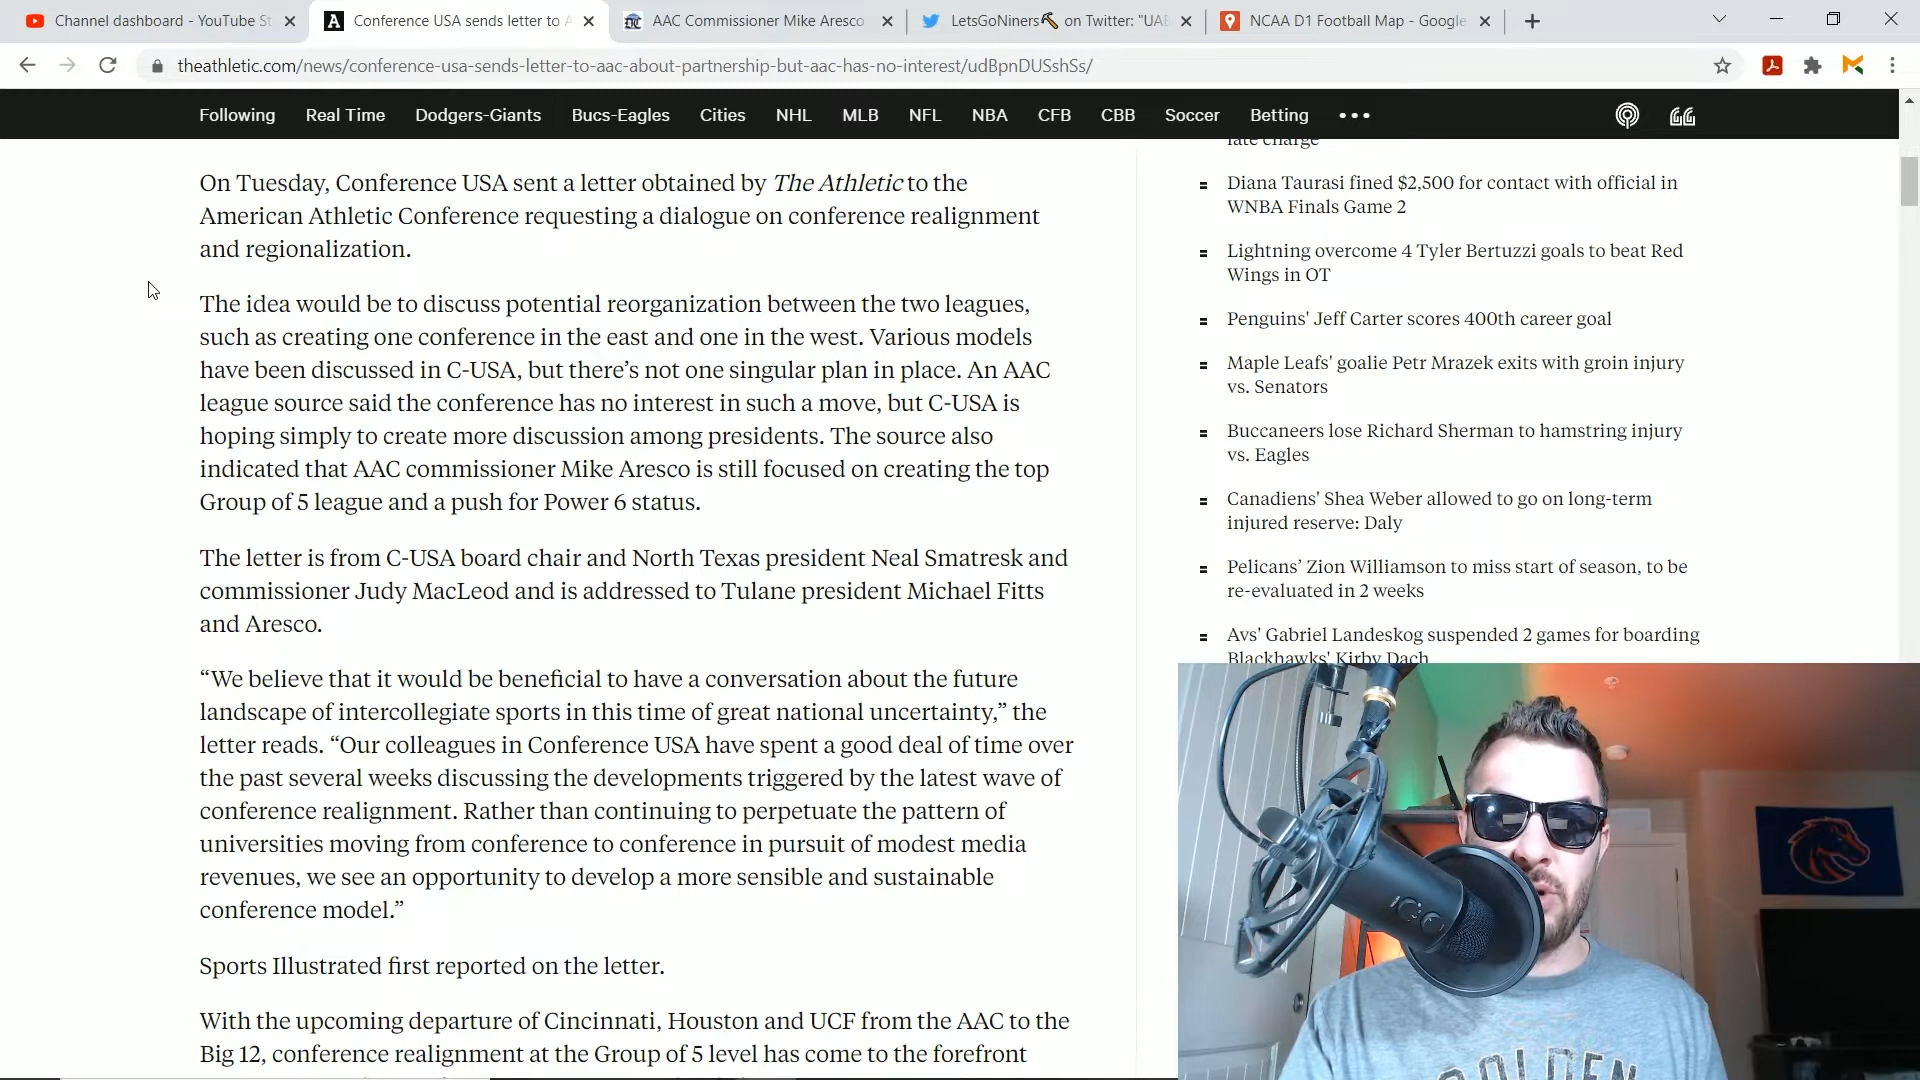 Channel dashboard - YouTube St
Conference USA sends letter to A
AAC Commissioner Mike Aresco
LetsGoNiners⛏ on Twitter: "UAB
NCAA D1 Football Map - Google
theathletic.com/news/conference-usa-sends-letter-to-aac-about-partnership-but-aac-has-no-interest/udBpnDUSshSs/
Following
Real Time
Dodgers-Giants
Bucs-Eagles
Cities
NHL
MLB
NFL
NBA
CFB
CBB
Soccer
Betting
On Tuesday, Conference USA sent a letter obtained by The Athletic to the
American Athletic Conference requesting a dialogue on conference realignment
and regionalization.
The idea would be to discuss potential reorganization between the two leagues,
such as creating one conference in the east and one in the west. Various models
have been discussed in C-USA, but there’s not one singular plan in place. An AAC
league source said the conference has no interest in such a move, but C-USA is
hoping simply to create more discussion among presidents. The source also
indicated that AAC commissioner Mike Aresco is still focused on creating the top
Group of 5 league and a push for Power 6 status.
The letter is from C-USA board chair and North Texas president Neal Smatresk and
commissioner Judy MacLeod and is addressed to Tulane president Michael Fitts
and Aresco.
“We believe that it would be beneficial to have a conversation about the future
landscape of intercollegiate sports in this time of great national uncertainty,” the
letter reads. “Our colleagues in Conference USA have spent a good deal of time over
the past several weeks discussing the developments triggered by the latest wave of
conference realignment. Rather than continuing to perpetuate the pattern of
universities moving from conference to conference in pursuit of modest media
revenues, we see an opportunity to develop a more sensible and sustainable
conference model.”
Sports Illustrated first reported on the letter.
With the upcoming departure of Cincinnati, Houston and UCF from the AAC to the
Big 12, conference realignment at the Group of 5 level has come to the forefront
late charge
Diana Taurasi fined $2,500 for contact with official in
WNBA Finals Game 2
Lightning overcome 4 Tyler Bertuzzi goals to beat Red
Wings in OT
Penguins' Jeff Carter scores 400th career goal
Maple Leafs' goalie Petr Mrazek exits with groin injury
vs. Senators
Buccaneers lose Richard Sherman to hamstring injury
vs. Eagles
Canadiens' Shea Weber allowed to go on long-term
injured reserve: Daly
Pelicans’ Zion Williamson to miss start of season, to be
re-evaluated in 2 weeks
Avs' Gabriel Landeskog suspended 2 games for boarding
Blackhawks' Kirby Dach
GOLDEN